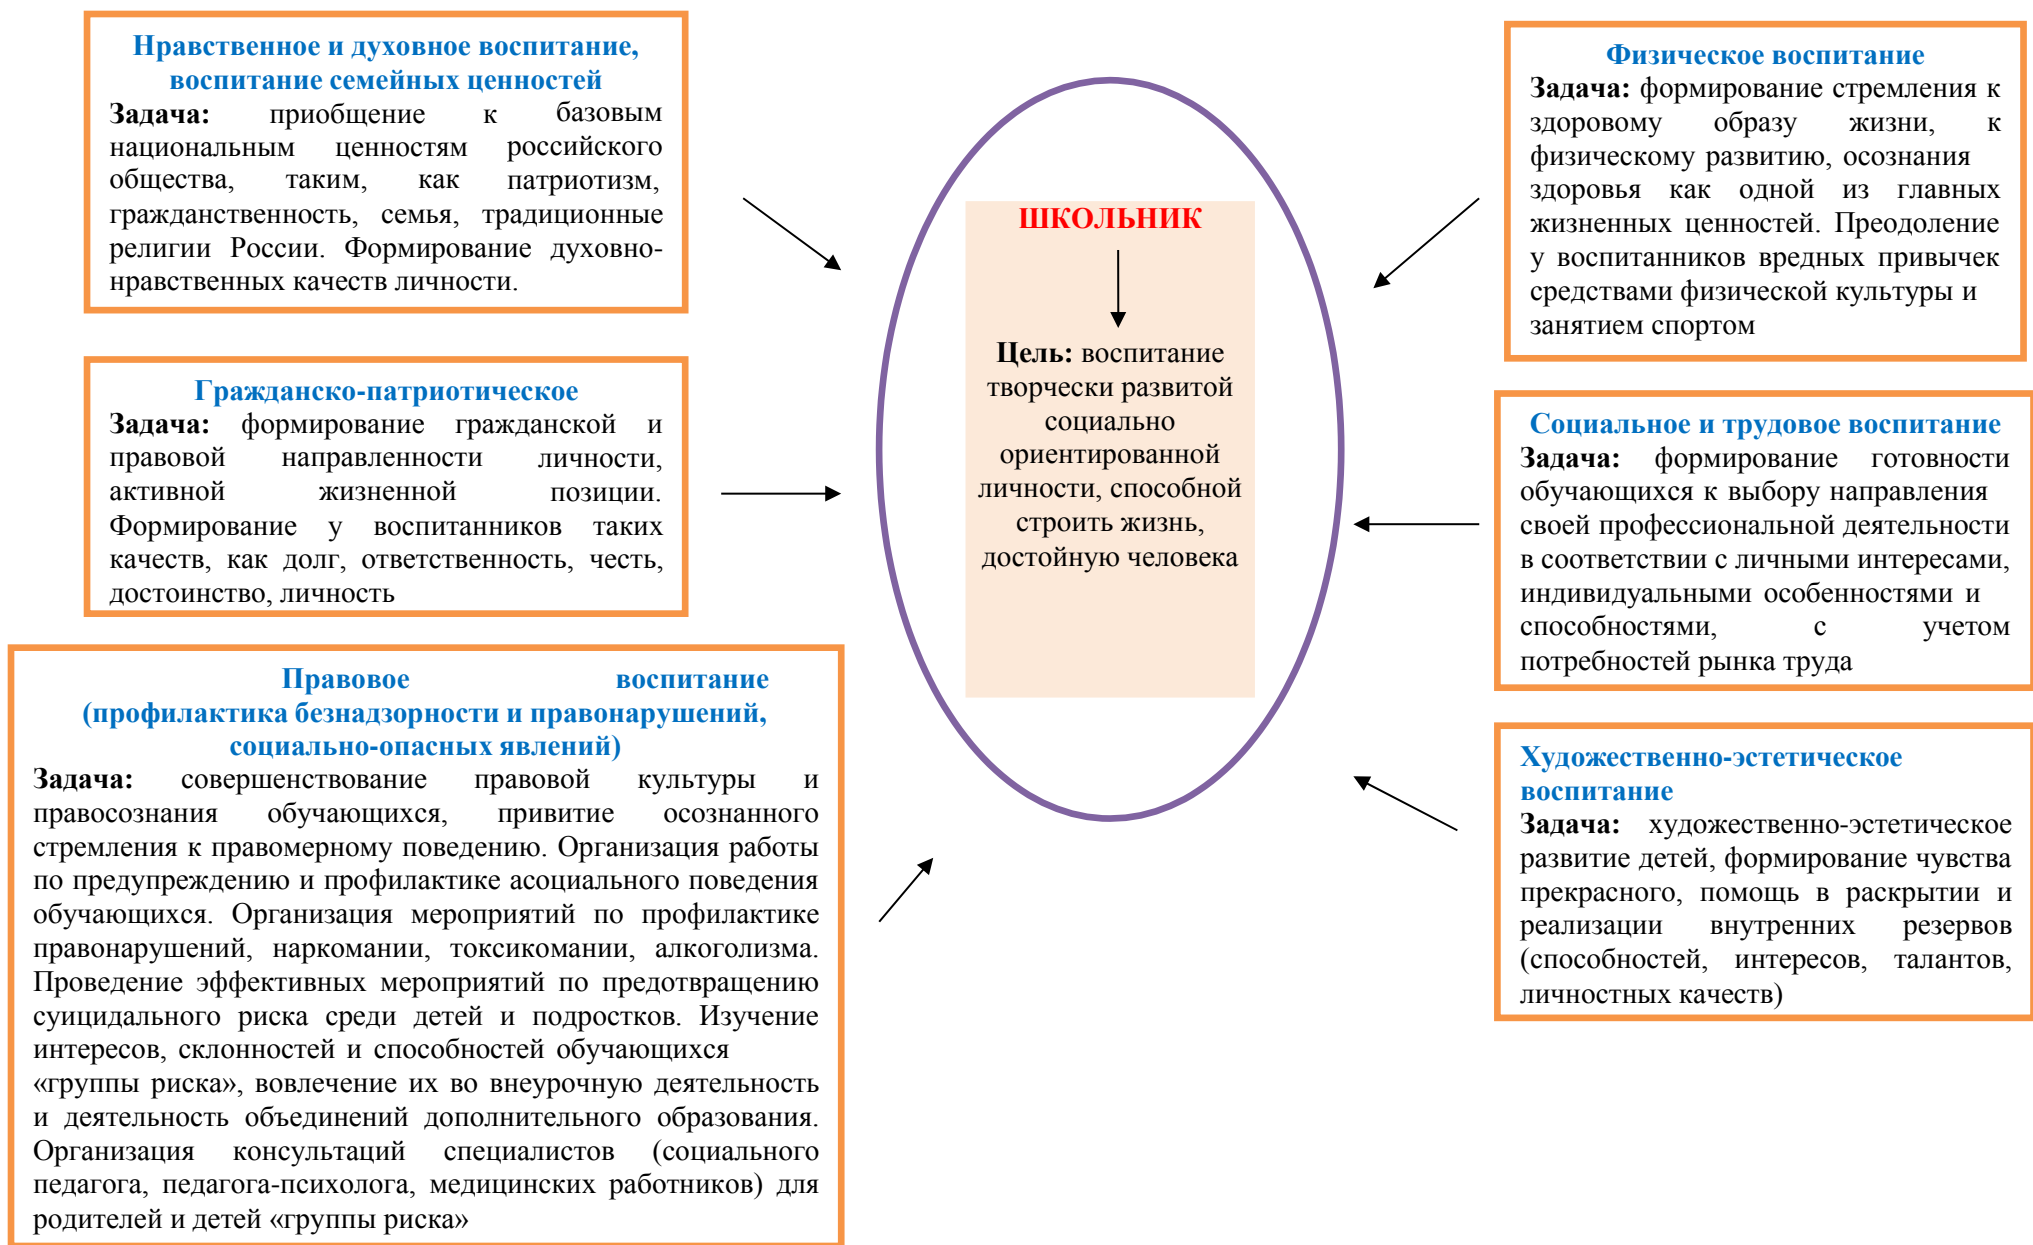 Нравственное и духовное воспитание,
воспитание семейных ценностей
Задача: приобщение к базовым
национальным ценностям российского
общества, таким, как патриотизм,
гражданственность, семья, традиционные
религии России. Формирование духовно-
нравственных качеств личности.
Гражданско-патриотическое
Задача: формирование гражданской и
правовой направленности личности,
активной жизненной позиции.
Формирование у воспитанников таких
качеств, как долг, ответственность, честь,
достоинство, личность
Правовое воспитание
(профилактика безнадзорности и правонарушений,
социально-опасных явлений)
Задача: совершенствование правовой культуры и
правосознания обучающихся, привитие осознанного
стремления к правомерному поведению. Организация работы
по предупреждению и профилактике асоциального поведения
обучающихся. Организация мероприятий по профилактике
правонарушений, наркомании, токсикомании, алкоголизма.
Проведение эффективных мероприятий по предотвращению
суицидального риска среди детей и подростков. Изучение
интересов, склонностей и способностей обучающихся
«группы риска», вовлечение их во внеурочную деятельность
и деятельность объединений дополнительного образования.
Организация консультаций специалистов (социального
педагога, педагога-психолога, медицинских работников) для
родителей и детей «группы риска»
ШКОЛЬНИК
Цель: воспитание
творчески развитой
социально
ориентированной
личности, способной
строить жизнь,
достойную человека
Физическое воспитание
Задача: формирование стремления к
здоровому образу жизни, к
физическому развитию, осознания
здоровья как одной из главных
жизненных ценностей. Преодоление
у воспитанников вредных привычек
средствами физической культуры и
занятием спортом
Социальное и трудовое воспитание
Задача: формирование готовности
обучающихся к выбору направления
своей профессиональной деятельности
в соответствии с личными интересами,
индивидуальными особенностями и
способностями, с учетом
потребностей рынка труда
Художественно-эстетическое
воспитание
Задача: художественно-эстетическое
развитие детей, формирование чувства
прекрасного, помощь в раскрытии и
реализации внутренних резервов
(способностей, интересов, талантов,
личностных качеств)